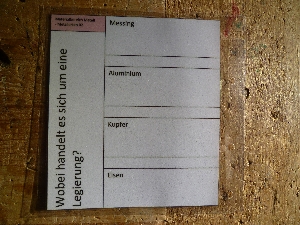 Wobei handelt es sich um eine
Legierung?
Messing
Aluminium
Kupfer
Eisen